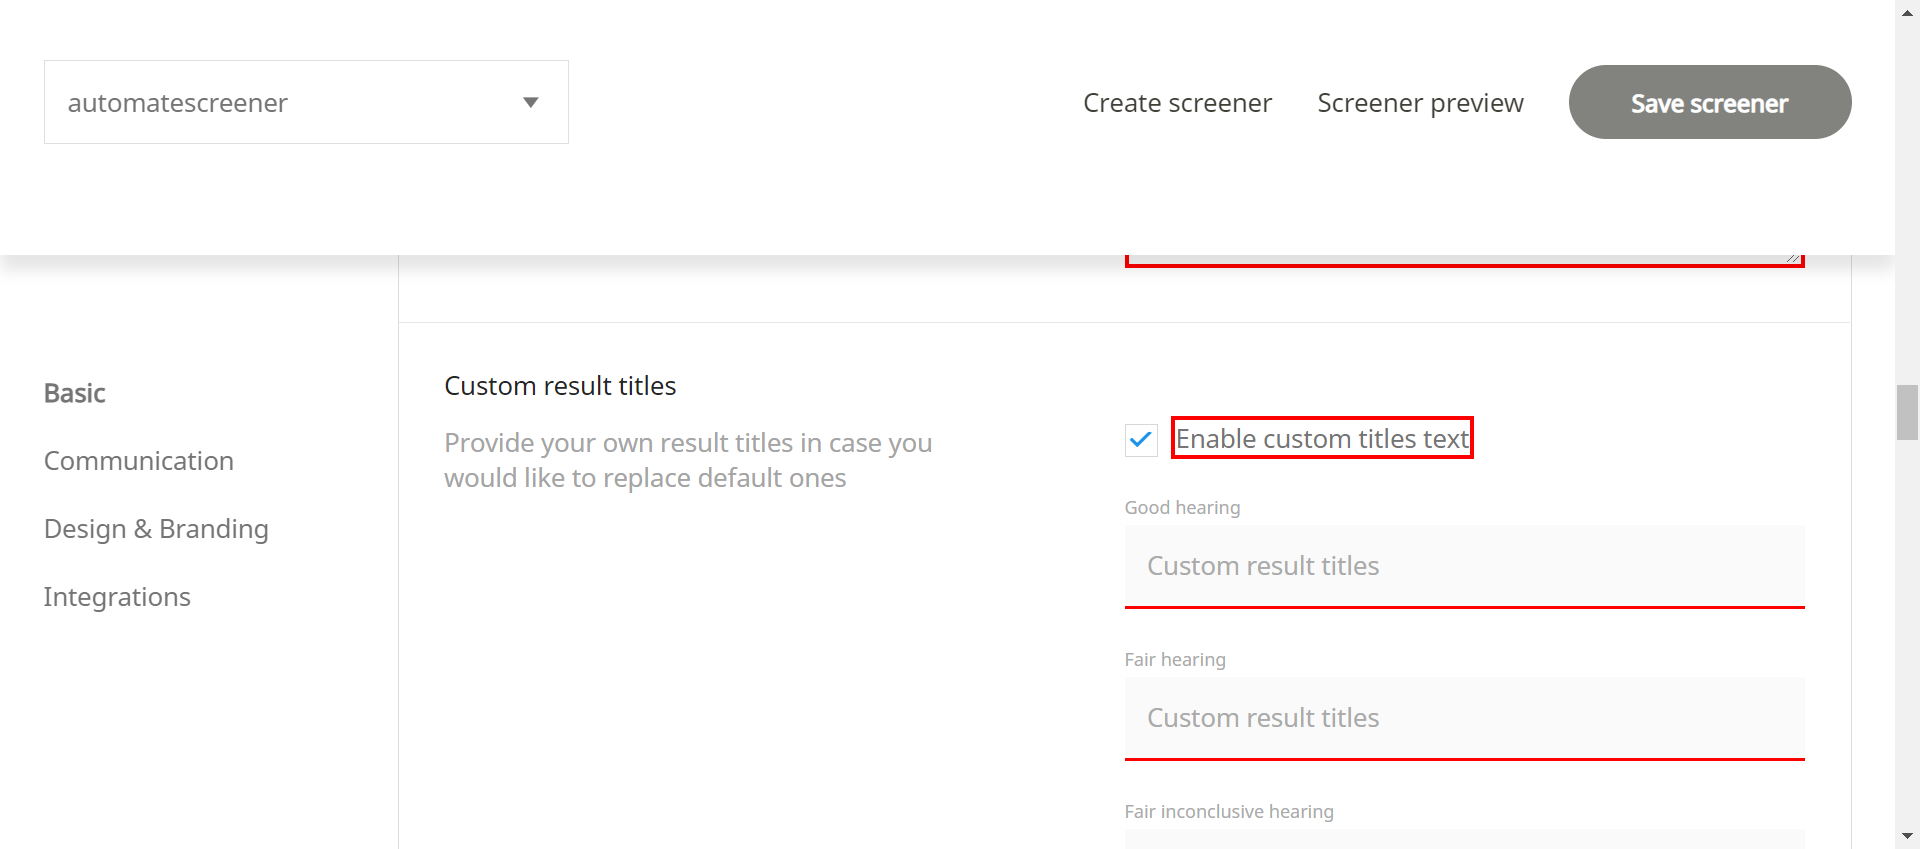 automatescreener
Create screener
Screener preview
Save screener
Basic
Communication
Design & Branding
Integrations
Custom result titles
Provide your own result titles in case you
would like to replace default ones
Enable custom titles text
Good hearing
Custom result titles
Fair hearing
Custom result titles
Fair inconclusive hearing